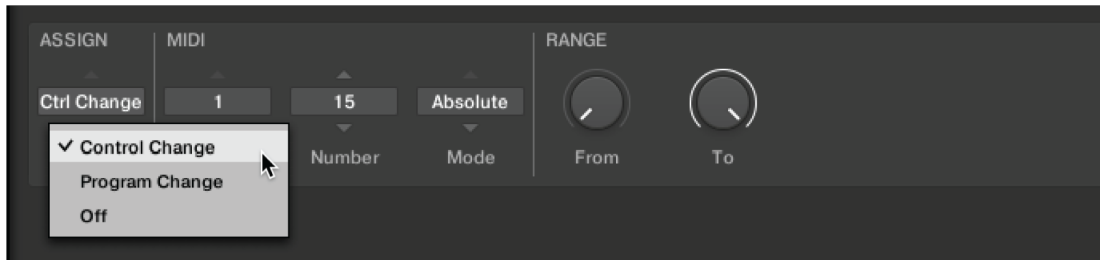 ASSIGN MIDI RANGE
Ctrl Change 1 15 Absolute
Control Change
Number Mode From To
Program Change
Off